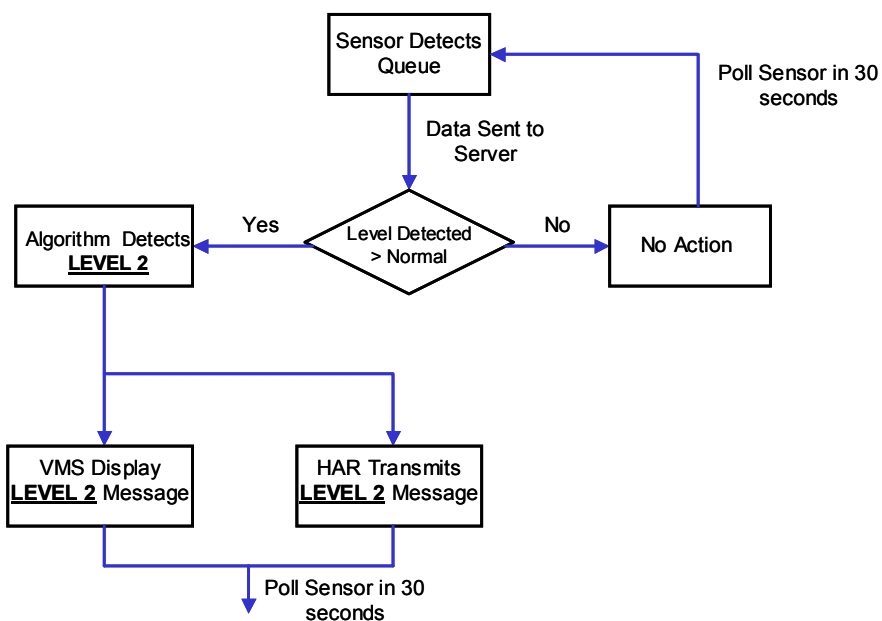 Sensor Detects
Queue
Poll Sensor in 30
seconds
Data Sent to
Server
Algorithm Detects
LEVEL 2
Yes
Level Detected
> Normal
No
No Action
VMS Display
LEVEL 2 Message
HAR Transmits
LEVEL 2 Message
Poll Sensor in 30
seconds